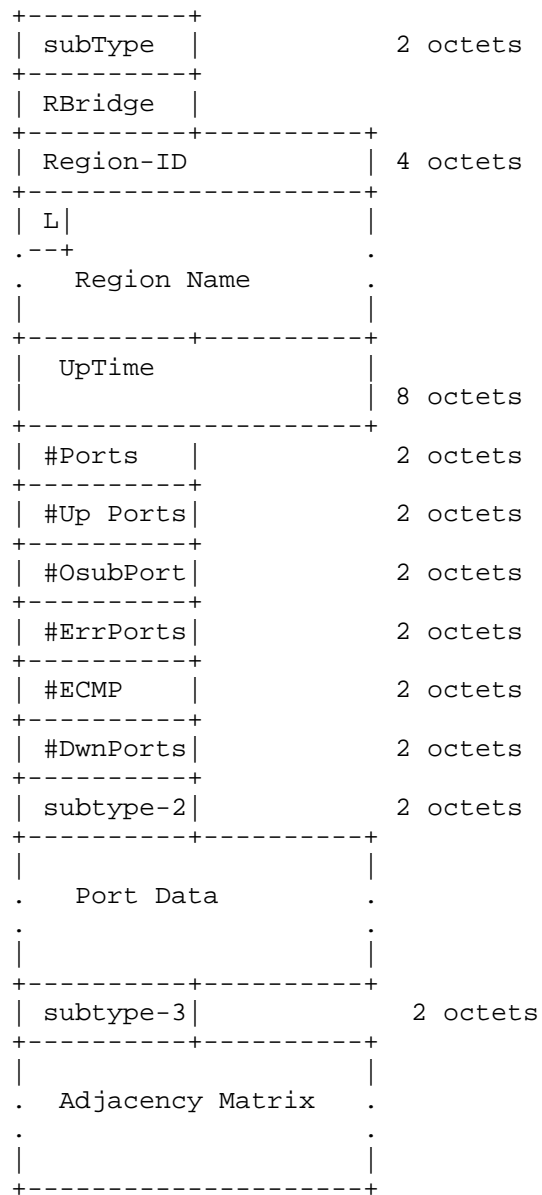 +----------+
| subType  |            2 octets
+----------+
| RBridge  |
+----------+----------+
| Region-ID           | 4 octets
+---------------------+
| L|                  |
.--+                  .
.   Region Name       .
|                     |
+----------+----------+
|  UpTime             |
|                     | 8 octets
+---------------------+
| #Ports   |            2 octets
+----------+
| #Up Ports|            2 octets
+----------+
| #OsubPort|            2 octets
+----------+
| #ErrPorts|            2 octets
+----------+
| #ECMP    |            2 octets
+----------+
| #DwnPorts|            2 octets
+----------+
| subtype-2|            2 octets
+----------+----------+
|                     |
.   Port Data         .
.                     .
|                     |
+----------+----------+
| subtype-3|             2 octets
+----------+----------+
|                     |
.  Adjacency Matrix   .
.                     .
|                     |
+---------------------+